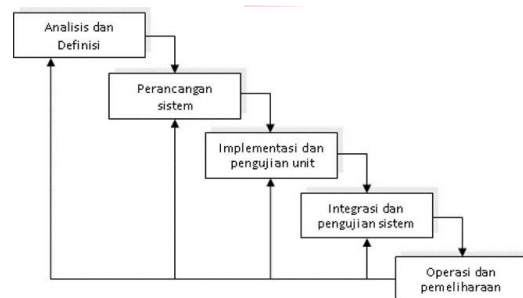 Analisis dan
Definisi
Perancangan
sistem
Implementasi dan
pengujian unit
Integrasi dan
pengujian sistem
Operasi dan
pemeliharaan